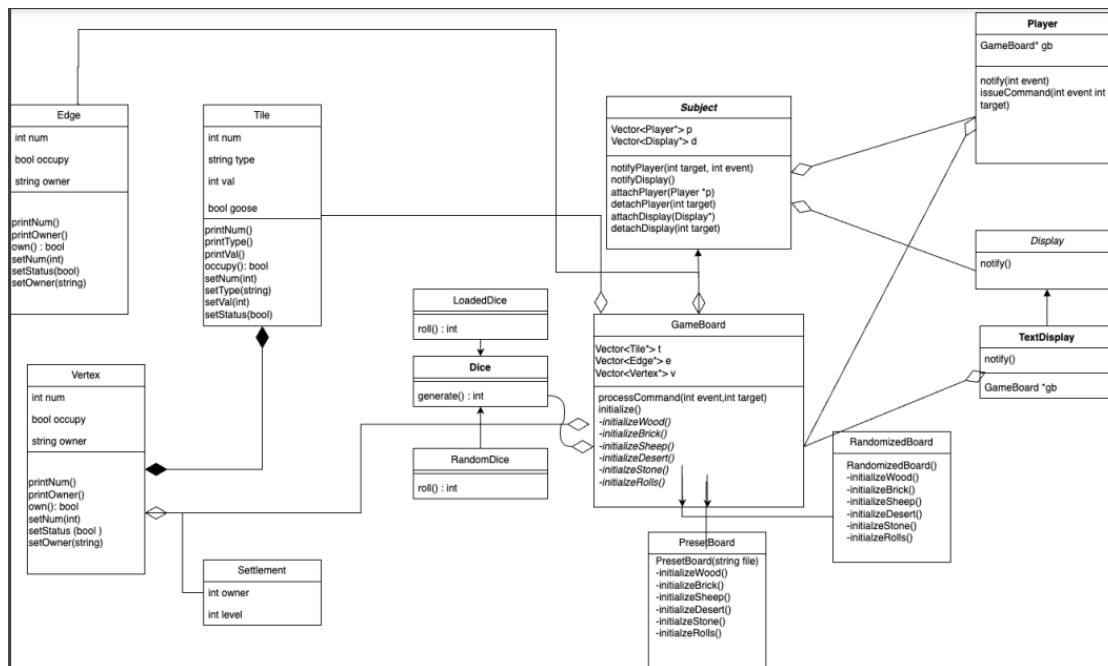 Player
GameBoard* gb
notify(int event)
issueCommand(int event int
target)
Edge
int num
bool occupy
string owner
printNum()
printOwner()
own() : bool
setNum(int)
setStatus(bool)
setOwner(string)
Tile
int num
string type
int val
bool goose
printNum()
printType()
printVal()
occupy(): bool
setNum(int)
setType(string)
setVal(int)
setStatus(bool)
Subject
Vector<Player*> p
Vector<Display*> d
notifyPlayer(int target, int event)
notifyDisplay()
attachPlayer(Player *p)
detachPlayer(int target)
attachDisplay(Display*)
detachDisplay(int target)
Display
notify()
LoadedDice
roll() : int
Dice
generate() : int
RandomDice
roll() : int
GameBoard
Vector<Tile*> t
Vector<Edge*> e
Vector<Vertex*> v
processCommand(int event,int target)
initialize()
-initializeWood()
-initializeBrick()
-initializeSheep()
-initializeDesert()
-initialzeStone()
-initialzeRolls()
TextDisplay
notify()
GameBoard *gb
Vertex
int num
bool occupy
string owner
printNum()
printOwner()
own(): bool
setNum(int)
setStatus (bool )
setOwner(string)
RandomizedBoard
RandomizedBoard()
-initializeWood()
-initializeBrick()
-initializeSheep()
-initializeDesert()
-initialzeStone()
-initialzeRolls()
PresetBoard
PresetBoard(string file)
-initializeWood()
-initializeBrick()
-initializeSheep()
-initializeDesert()
-initialzeStone()
-initialzeRolls()
Settlement
int owner
int level